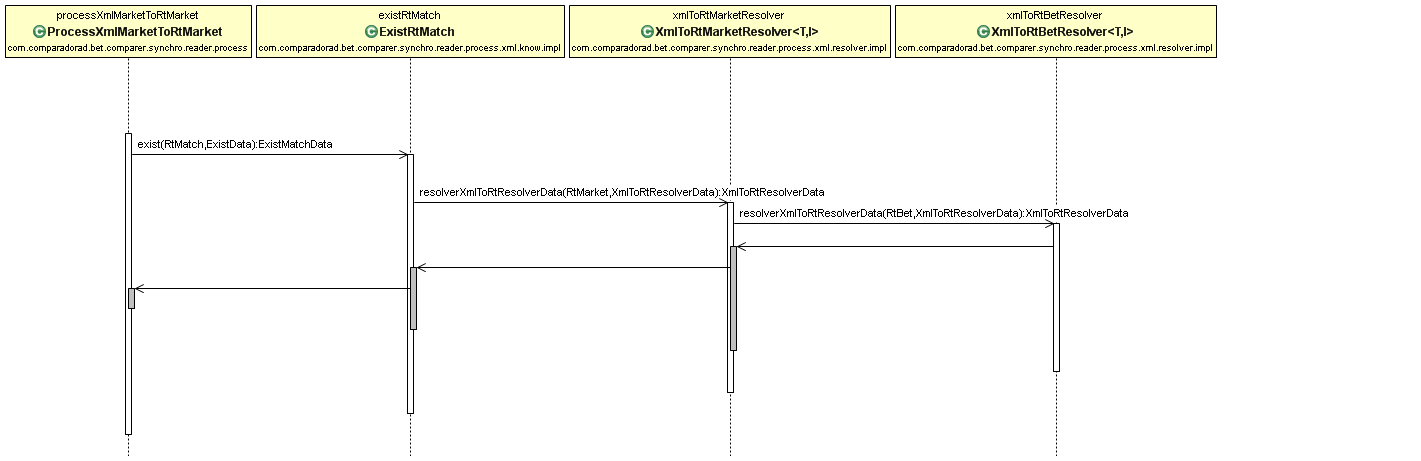 processXmlMarketToRtMarket
ProcessXmlMarketToRtMarket
com.comparadorad.bet.comparer.synchro.reader.process
existRtMatch
ExistRtMatch
com.comparadorad.bet.comparer.synchro.reader.process.xml.know.impl
xmlToRtMarketResolver
XmlToRtMarketResolver<T,I>
com.comparadorad.bet.comparer.synchro.reader.process.xml.resolver.impl
xmlToRtBetResolver
XmlToRtBetResolver<T,I>
com.comparadorad.bet.comparer.synchro.reader.process.xml.resolver.impl
exist(RtMatch,ExistData):ExistMatchData
resolverXmlToRtResolverData(RtMarket,XmlToRtResolverData):XmlToRtResolverData
resolverXmlToRtResolverData(RtBet,XmlToRtResolverData):XmlToRtResolverData